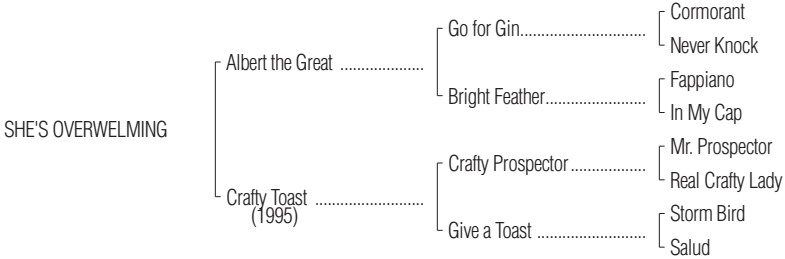 Cormorant
Go for Gin..............................
Never Knock
Albert the Great ....................
Fappiano
Bright Feather........................
In My Cap
SHE'S OVERWELMING
Mr. Prospector
Crafty Prospector..................
Real Crafty Lady
Crafty Toast ..........................
(1995)
Storm Bird
Give a Toast ..........................
Salud